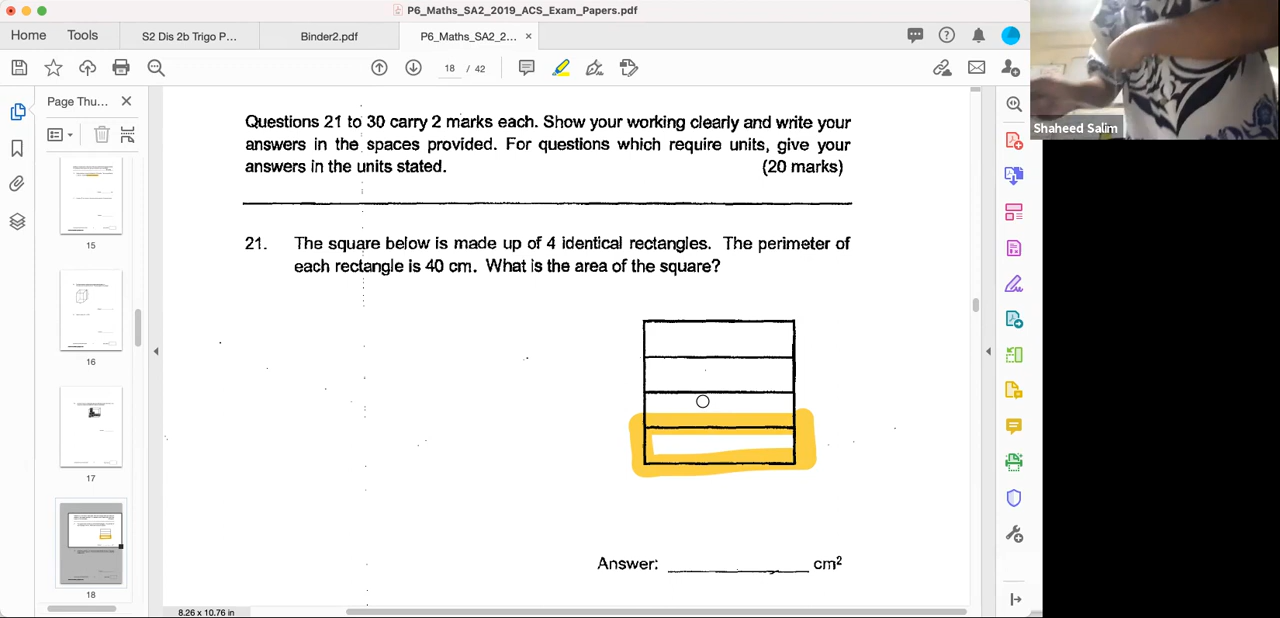 P6_Maths_SA2_2019_ACS_Exam_Papers.pdf
Home Tools S2 Dis 2b Trigo P... Binder2.pdf P6_Maths_SA2_2... ×
18 / 42
Page Thu... ×
Shaheed Salim
Questions 21 to 30 carry 2 marks each. Show your working clearly and write your
answers in the spaces provided. For questions which require units, give your
answers in the units stated. (20 marks)
21. The square below is made up of 4 identical rectangles. The perimeter of
each rectangle is 40 cm. What is the area of the square?
Answer: ____________ cm²
15
16
17
18
8.26 x 10.76 in